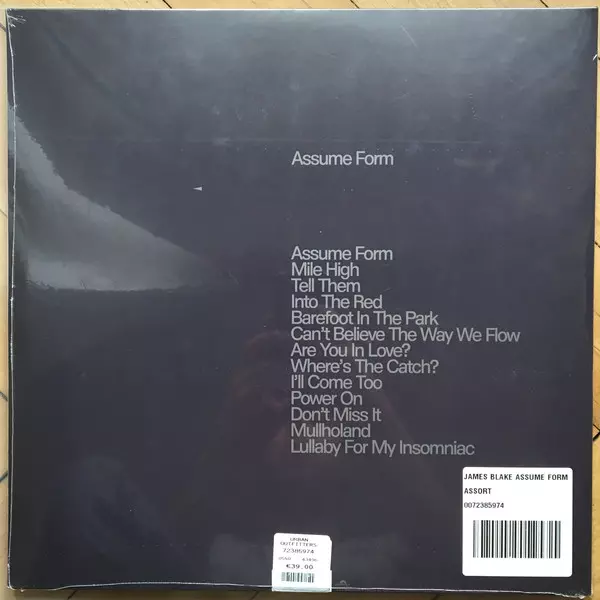 Assume Form
Assume Form
Mile High
Tell Them
Into The Red
Barefoot In The Park
Can't Believe The Way We Flow
Are You In Love?
Where's The Catch?
I'll Come Too
Power On
Don't Miss It
Mullholand
Lullaby For My Insomniac
JAMES BLAKE ASSUME FORM
ASSORT
0072385974
URBAN
OUTFITTERS
72385974
€39.00